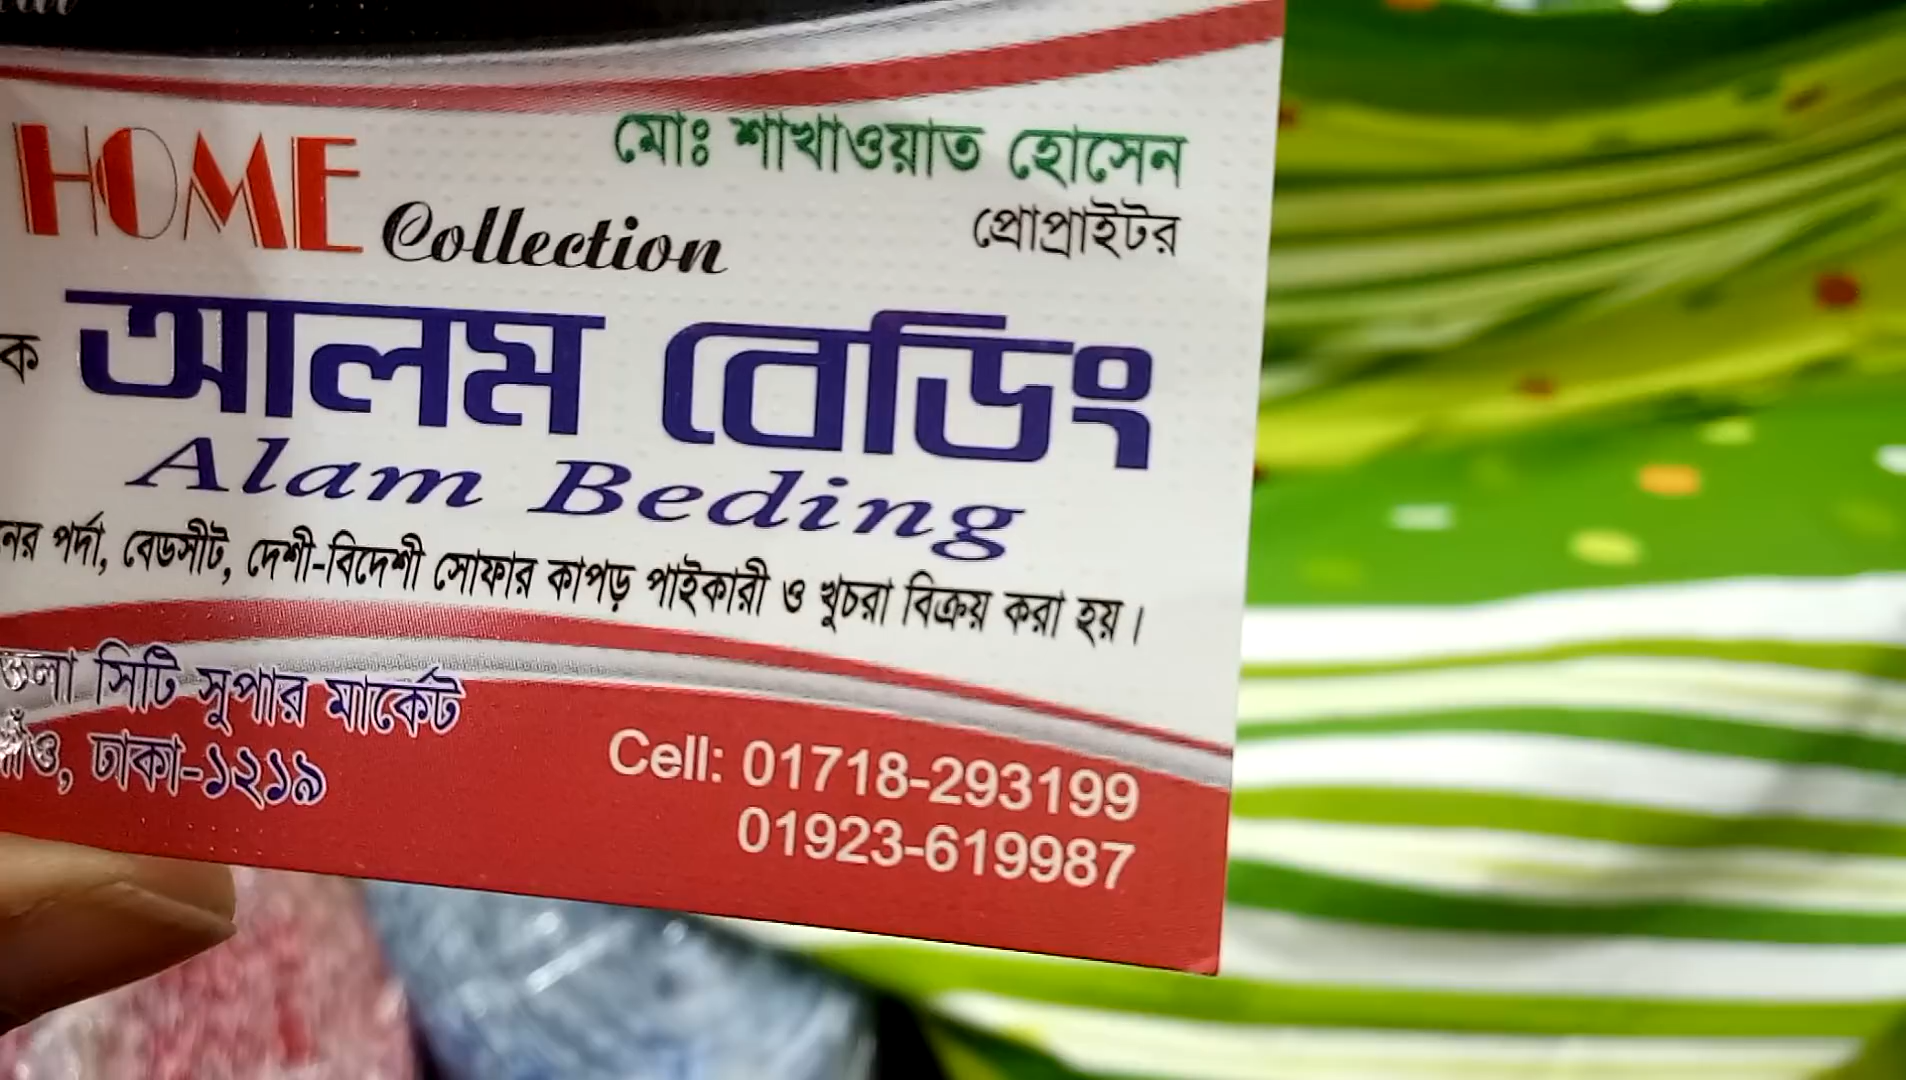 HOME Collection
মোঃ শাখাওয়াত হোসেন
প্রোপ্রাইটর
ক আলম বেডিং
Alam Beding
নের পর্দা, বেডসীট, দেশী-বিদেশী সোফার কাপড় পাইকারী ও খুচরা বিক্রয় করা হয়।
তলা সিটি সুপার মার্কেট
ঢাকা-১২১৯
Cell: 01718-293199
01923-619987